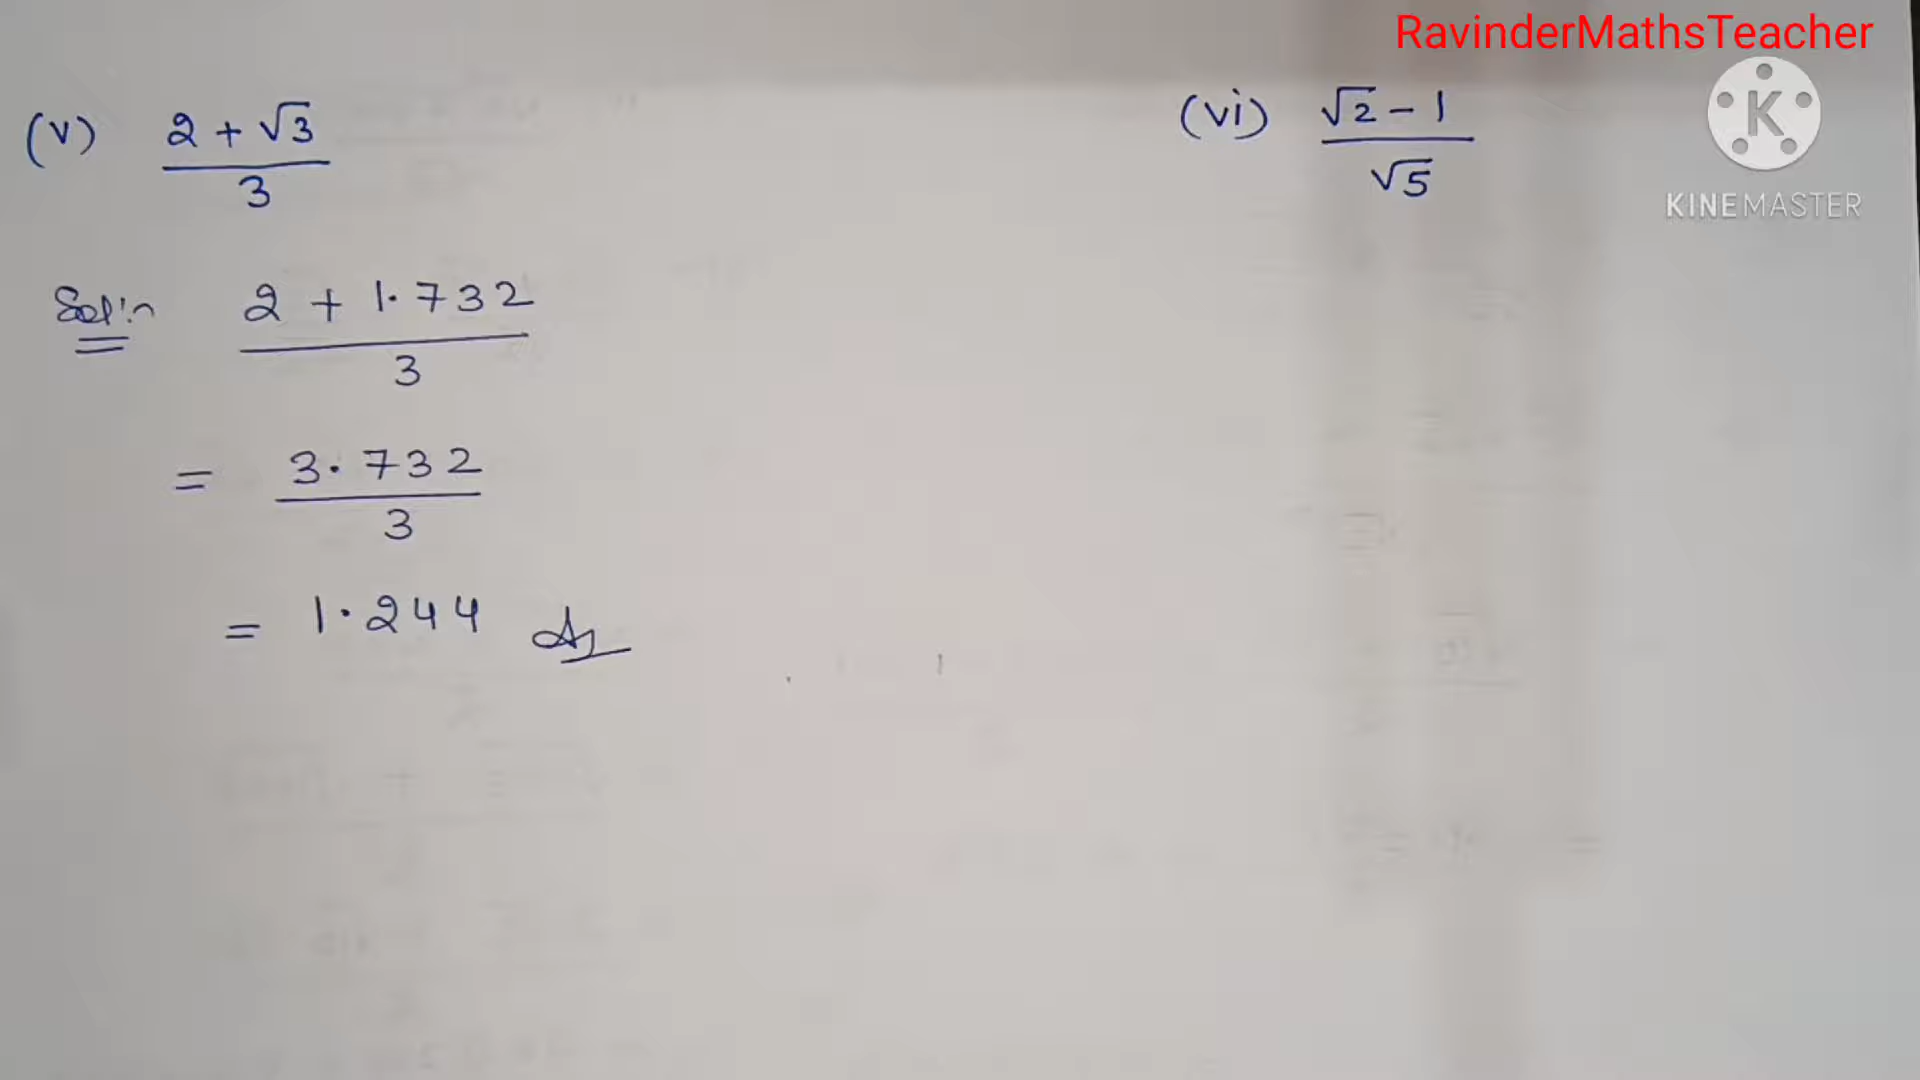 RavinderMathsTeacher
K
KINEMASTER
(v) 2 + √3
3
Sol:n 2 + 1.732
3
= 3.732
3
= 1.244 As
(vi) √2 - 1
√5